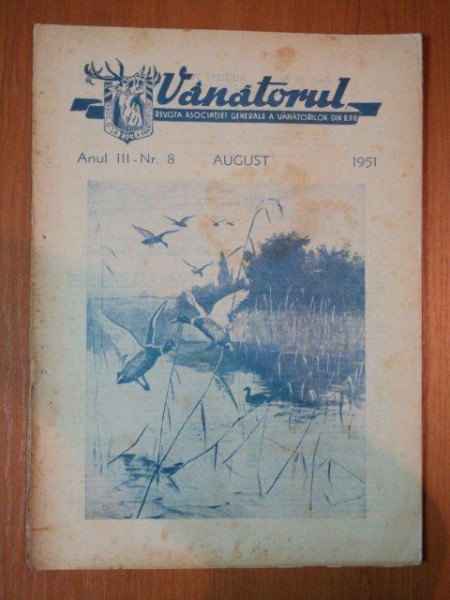 Vânătorul
REVISTA ASOCIAȚIEI GENERALE A VÂNĂTORILOR DIN R.P.R.
Anul III - Nr. 8 AUGUST 1951